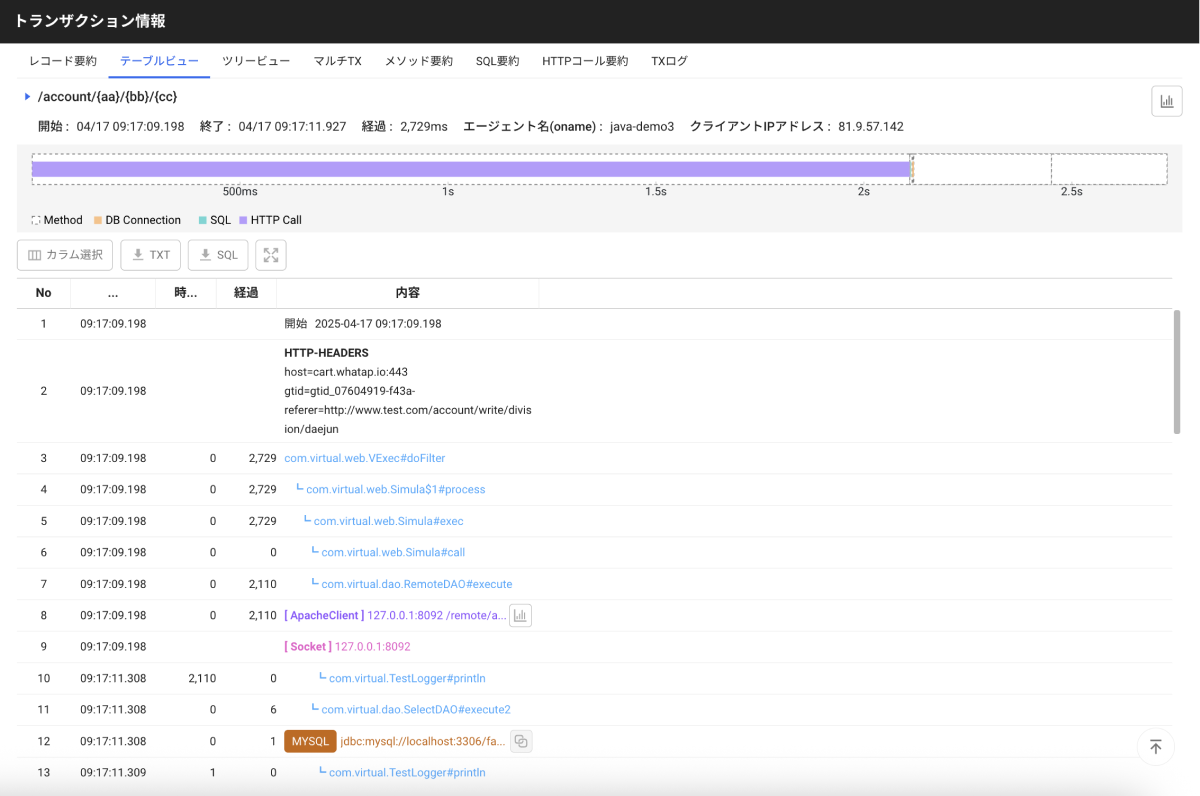 トランザクション情報
レコード要約 テーブルビュー ツリービュー マルチTX メソッド要約 SQL要約 HTTPコール要約 TXログ
/account/{aa}/{bb}/{cc}
開始 : 04/17 09:17:09.198 終了 : 04/17 09:17:11.927 経過 : 2,729ms エージェント名(oname) : java-demo3 クライアントIPアドレス : 81.9.57.142
500ms 1s 1.5s 2s 2.5s
Method DB Connection SQL HTTP Call
カラム選択 TXT SQL
No ... 時... 経過 内容
1 09:17:09.198 開始 2025-04-17 09:17:09.198
HTTP-HEADERS
host=cart.whatap.io:443
2 09:17:09.198 gtid=gtid_07604919-f43a-
referer=http://www.test.com/account/write/divis
ion/daejun
3 09:17:09.198 0 2,729 com.virtual.web.VExec#doFilter
4 09:17:09.198 0 2,729 com.virtual.web.Simula$1#process
5 09:17:09.198 0 2,729 com.virtual.web.Simula#exec
6 09:17:09.198 0 0 com.virtual.web.Simula#call
7 09:17:09.198 0 2,110 com.virtual.dao.RemoteDAO#execute
8 09:17:09.198 0 2,110 [ ApacheClient ] 127.0.0.1:8092 /remote/a...
9 09:17:09.198 [ Socket ] 127.0.0.1:8092
10 09:17:11.308 2,110 0 com.virtual.TestLogger#println
11 09:17:11.308 0 6 com.virtual.dao.SelectDAO#execute2
12 09:17:11.308 0 1 MYSQL jdbc:mysql://localhost:3306/fa...
13 09:17:11.309 1 0 com.virtual.TestLogger#println